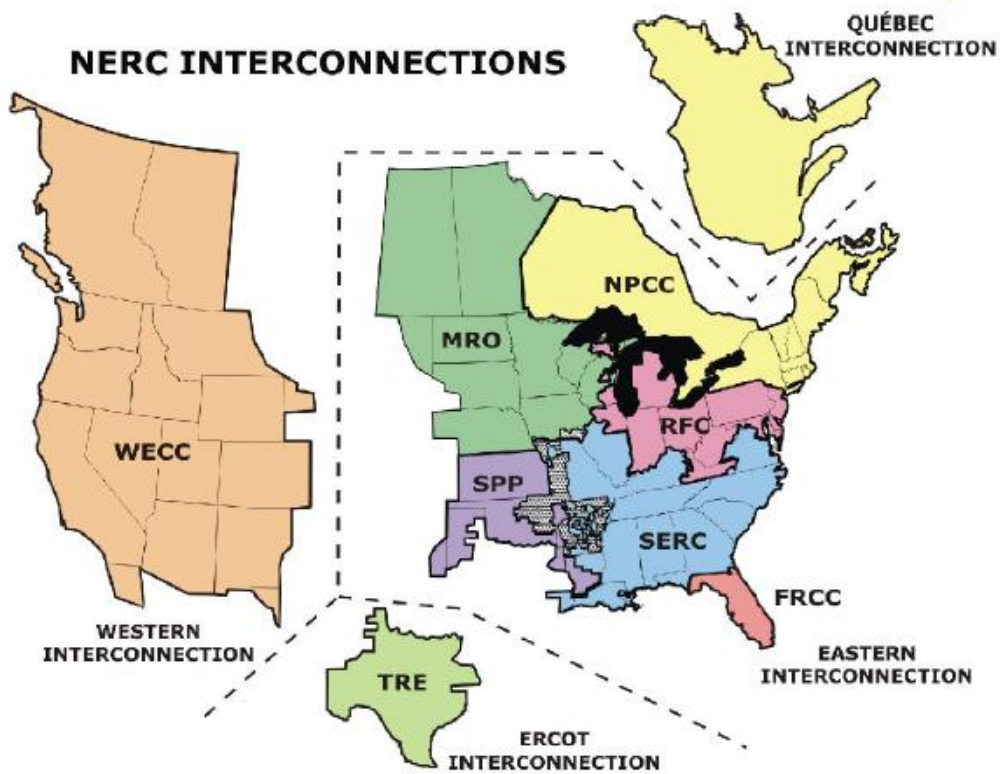 QUÉBEC
INTERCONNECTION
NERC INTERCONNECTIONS
NPCC
MRO
RFC
WECC
SPP
SERC
FRCC
WESTERN
INTERCONNECTION
EASTERN
INTERCONNECTION
TRE
ERCOT
INTERCONNECTION